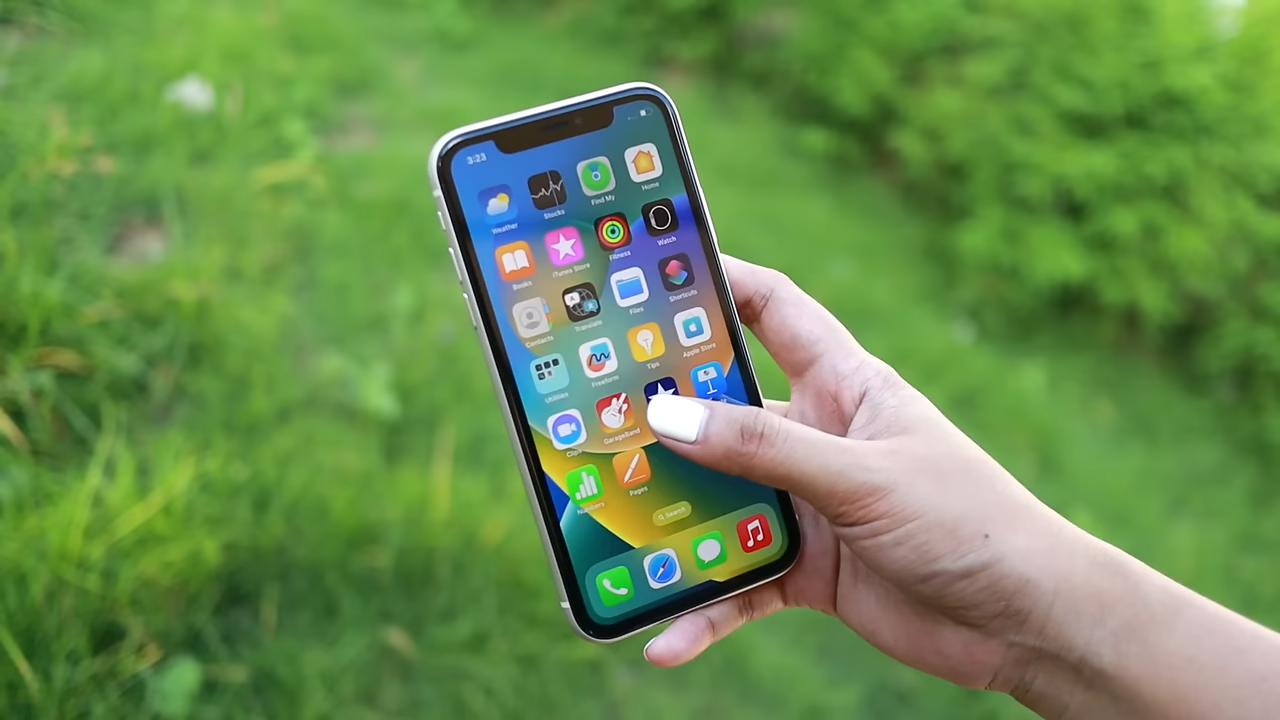 3:23
Weather
Stocks
Find My
Home
Books
iTunes Store
Fitness
Watch
Contacts
Translate
Files
Shortcuts
Utilities
Freeform
Tips
Apple Store
Clips
GarageBand
Numbers
Pages
Search